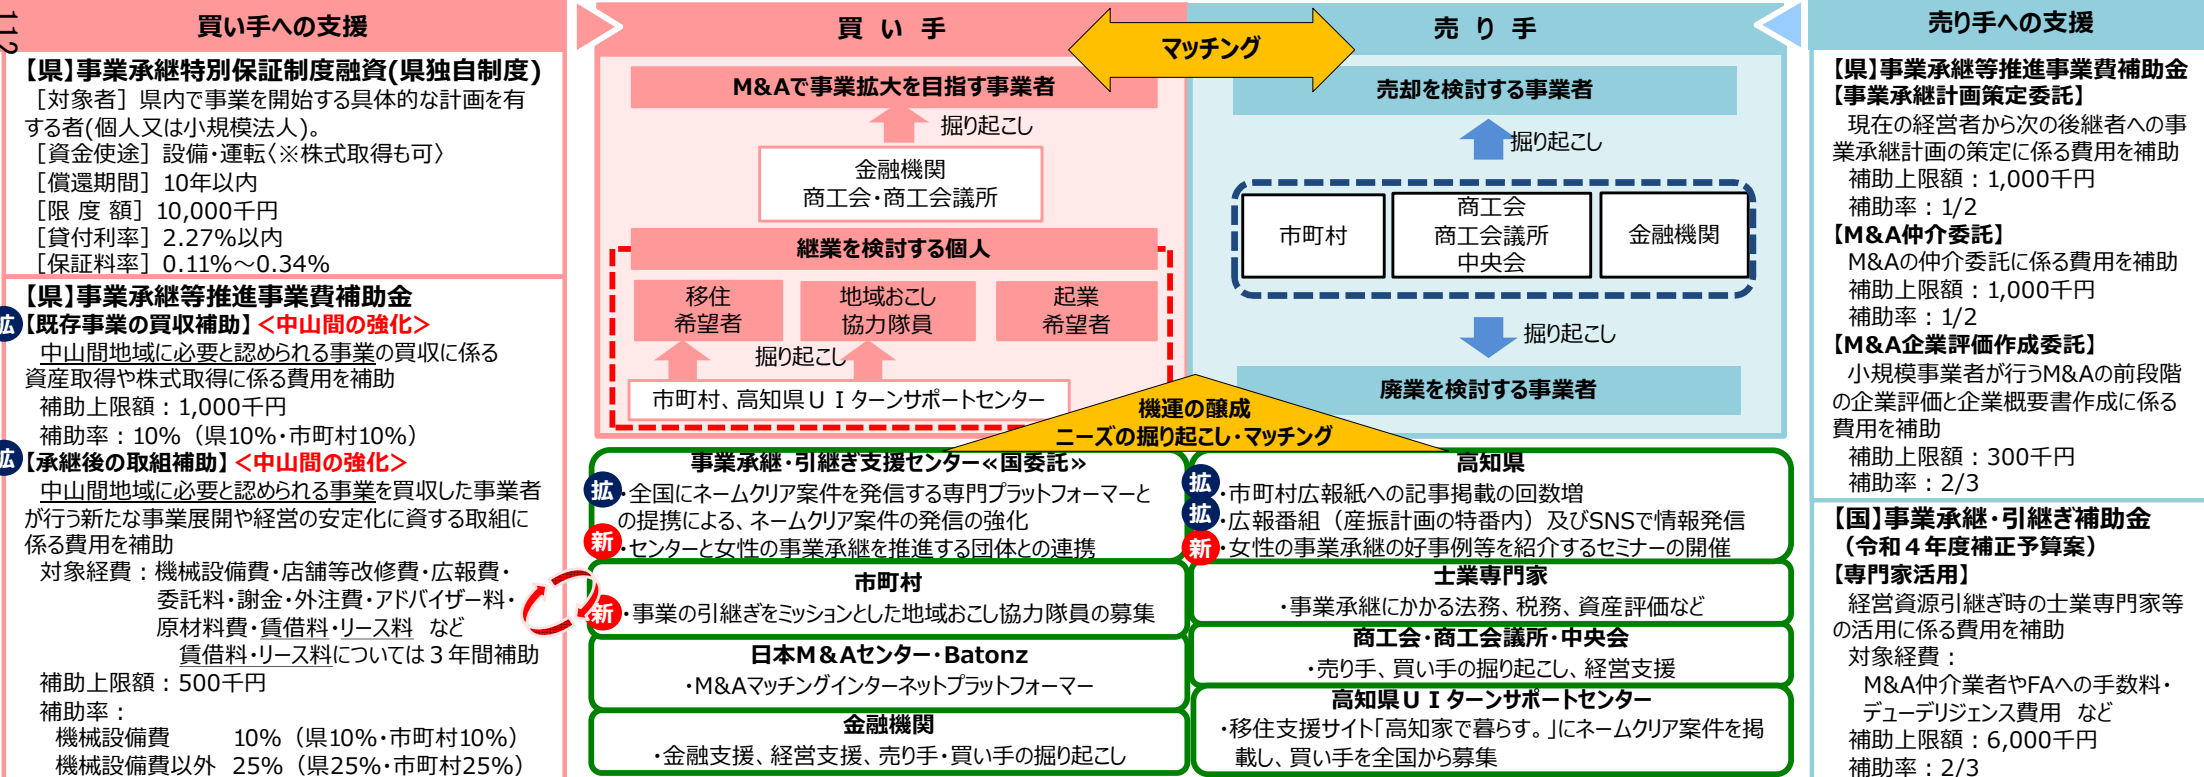 112
買い手への支援
【県】事業承継特別保証制度融資(県独自制度)
［対象者］県内で事業を開始する具体的な計画を有
する者(個人又は小規模法人)。
［資金使途］設備・運転〈※株式取得も可〉
［償還期間］10年以内
［限 度 額］10,000千円
［貸付利率］2.27%以内
［保証料率］0.11%～0.34%
【県】事業承継等推進事業費補助金
拡【既存事業の買収補助】＜中山間の強化＞
中山間地域に必要と認められる事業の買収に係る
資産取得や株式取得に係る費用を補助
補助上限額：1,000千円
補助率：10%（県10%・市町村10%）
拡【承継後の取組補助】＜中山間の強化＞
中山間地域に必要と認められる事業を買収した事業者
が行う新たな事業展開や経営の安定化に資する取組に
係る費用を補助
対象経費：機械設備費・店舗等改修費・広報費・
委託料・謝金・外注費・アドバイザー料・
原材料費・賃借料・リース料 など
賃借料・リース料については３年間補助
補助上限額：500千円
補助率：
機械設備費 10%（県10%・市町村10%）
機械設備費以外 25%（県25%・市町村25%）
買 い 手
マッチング
売 り 手
M&Aで事業拡大を目指す事業者
掘り起こし
金融機関
商工会・商工会議所
継業を検討する個人
移住
希望者
地域おこし
協力隊員
起業
希望者
掘り起こし
市町村、高知県ＵＩターンサポートセンター
売却を検討する事業者
掘り起こし
市町村
商工会
商工会議所
中央会
金融機関
掘り起こし
廃業を検討する事業者
機運の醸成
ニーズの掘り起こし・マッチング
事業承継・引継ぎ支援センター≪国委託≫
拡・全国にネームクリア案件を発信する専門プラットフォーマーと
の提携による、ネームクリア案件の発信の強化
新・センターと女性の事業承継を推進する団体との連携
市町村
新・事業の引継ぎをミッションとした地域おこし協力隊員の募集
日本M＆Aセンター・Batonz
・M&Aマッチングインターネットプラットフォーマー
金融機関
・金融支援、経営支援、売り手・買い手の掘り起こし
高知県
拡・市町村広報紙への記事掲載の回数増
拡・広報番組（産振計画の特番内）及びSNSで情報発信
新・女性の事業承継の好事例等を紹介するセミナーの開催
士業専門家
・事業承継にかかる法務、税務、資産評価など
商工会・商工会議所・中央会
・売り手、買い手の掘り起こし、経営支援
高知県ＵＩターンサポートセンター
・移住支援サイト「高知家で暮らす。」にネームクリア案件を掲
載し、買い手を全国から募集
売り手への支援
【県】事業承継等推進事業費補助金
【事業承継計画策定委託】
現在の経営者から次の後継者への事
業承継計画の策定に係る費用を補助
補助上限額：1,000千円
補助率：1/2
【M&A仲介委託】
M&Aの仲介委託に係る費用を補助
補助上限額：1,000千円
補助率：1/2
【M&A企業評価作成委託】
小規模事業者が行うM&Aの前段階
の企業評価と企業概要書作成に係る
費用を補助
補助上限額：300千円
補助率：2/3
【国】事業承継・引継ぎ補助金
（令和４年度補正予算案）
【専門家活用】
経営資源引継ぎ時の士業専門家等
の活用に係る費用を補助
対象経費：
M&A仲介業者やFAへの手数料・
デューデリジェンス費用 など
補助上限額：6,000千円
補助率：2/3